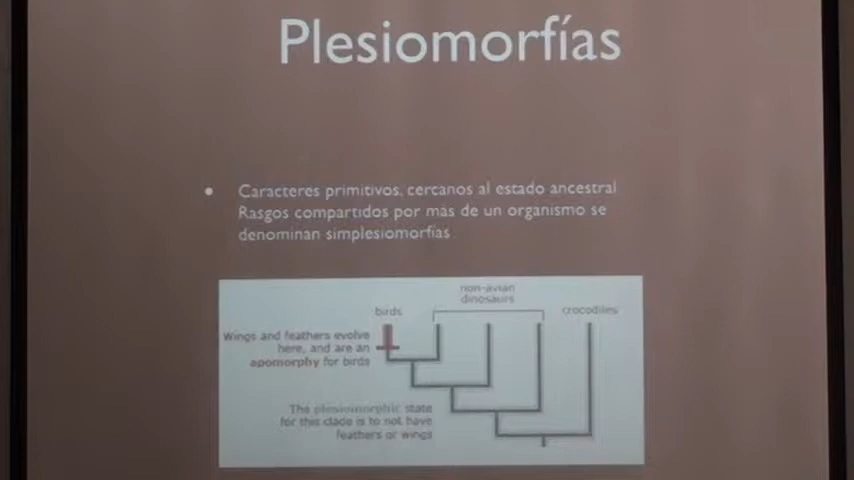 Plesiomorfías
• Caracteres primitivos, cercanos al estado ancestral
Rasgos compartidos por mas de un organismo se
denominan simplesiomorfías
non-avian
dinosaurs
birds
crocodiles
Wings and feathers evolve
here, and are an
apomorphy for birds
The plesiomorphic state
for this clade is to not have
feathers or wings